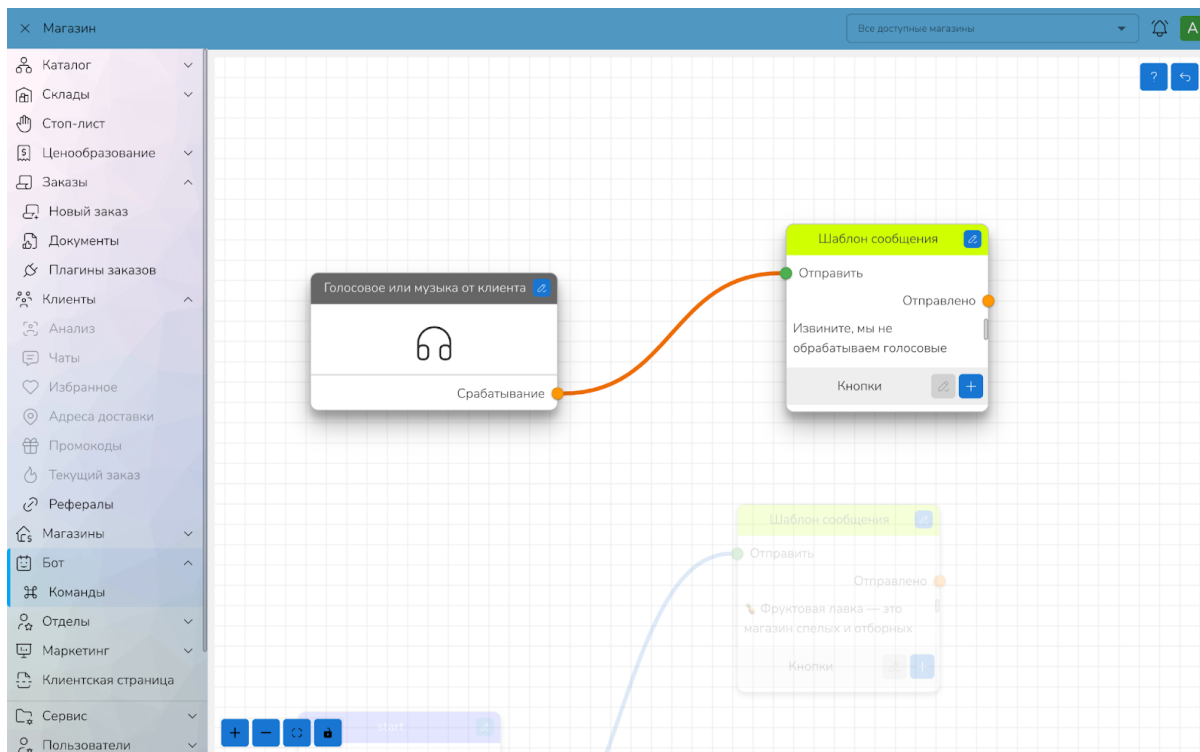 Магазин
Все доступные магазины
A
?
Каталог
Склады
Стоп-лист
Ценообразование
Заказы
Новый заказ
Документы
Плагины заказов
Клиенты
Анализ
Чаты
Избранное
Адреса доставки
Промокоды
Текущий заказ
Рефералы
Магазины
Бот
Команды
Отделы
Маркетинг
Клиентская страница
Сервис
Пользователи
Голосовое или музыка от клиента
Срабатывание
Шаблон сообщения
Отправить
Отправлено
Извините, мы не
обрабатываем голосовые
Кнопки
Шаблон сообщения
Отправить
Отправлено
Фруктовая лавка — это
магазин спелых и отборных
Кнопки
start